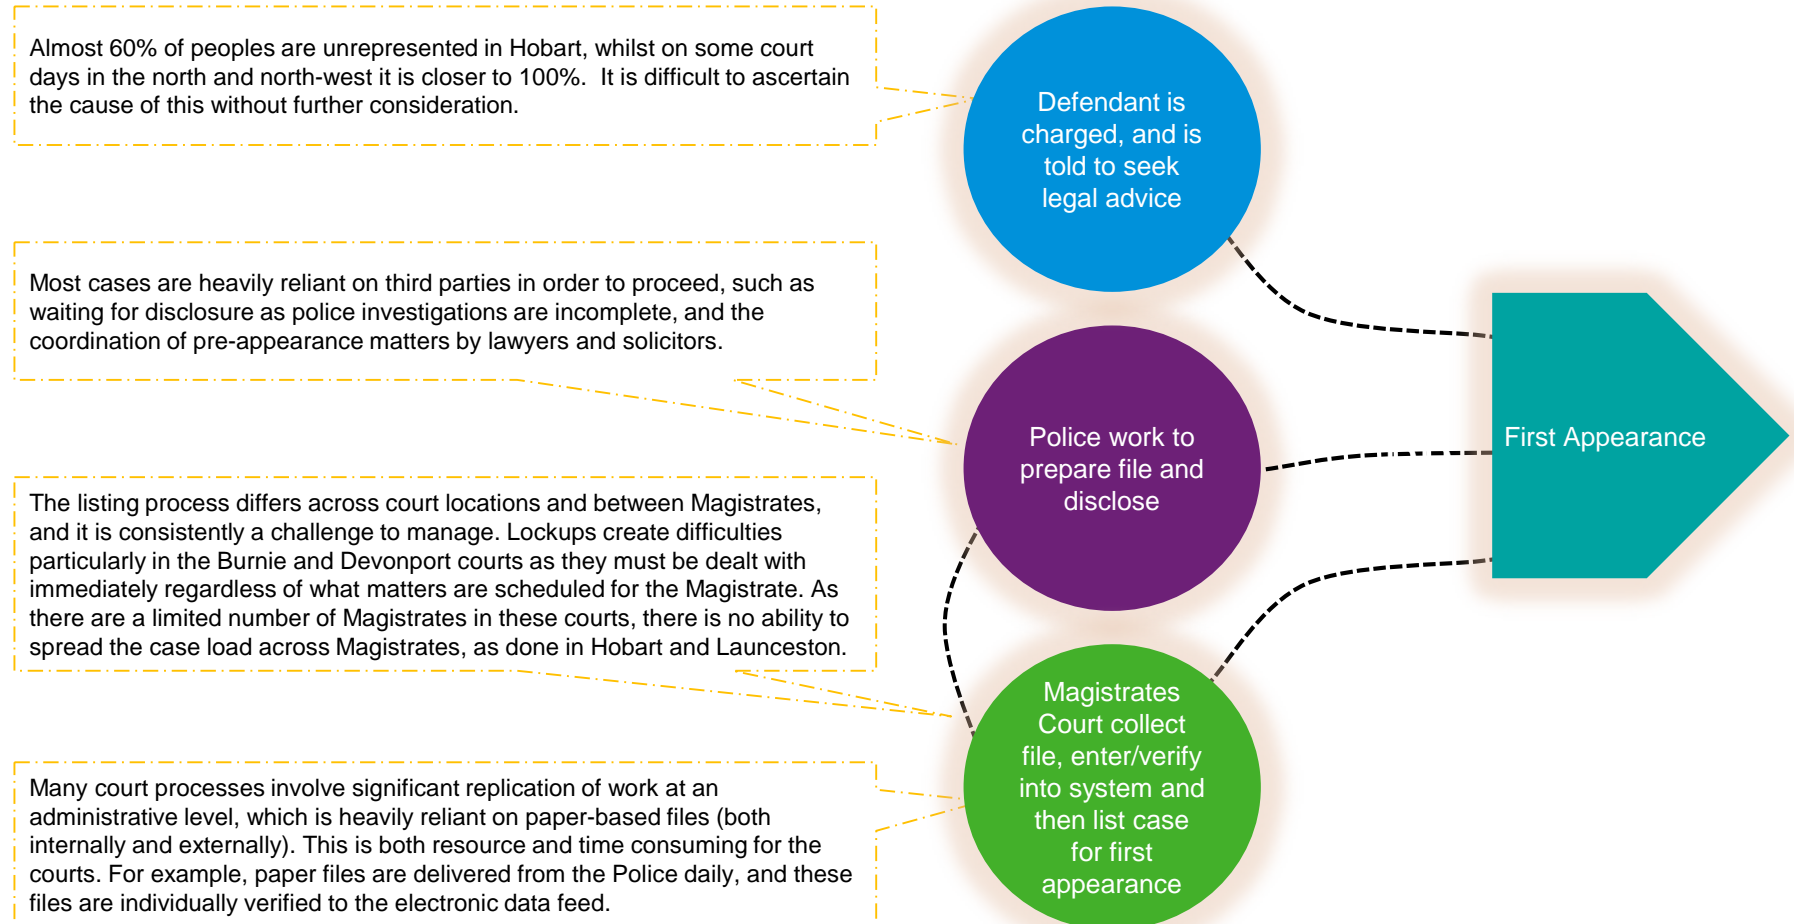 Almost 60% of peoples are unrepresented in Hobart, whilst on some court
days in the north and north-west it is closer to 100%.  It is difficult to ascertain
the cause of this without further consideration.
Defendant is
charged, and is
told to seek
legal advice
Most cases are heavily reliant on third parties in order to proceed, such as
waiting for disclosure as police investigations are incomplete, and the
coordination of pre-appearance matters by lawyers and solicitors.
Police work to
prepare file and
disclose
First Appearance
The listing process differs across court locations and between Magistrates,
and it is consistently a challenge to manage. Lockups create difficulties
particularly in the Burnie and Devonport courts as they must be dealt with
immediately regardless of what matters are scheduled for the Magistrate. As
there are a limited number of Magistrates in these courts, there is no ability to
spread the case load across Magistrates, as done in Hobart and Launceston.
Magistrates
Court collect
file, enter/verify
into system and
then list case
for first
appearance
Many court processes involve significant replication of work at an
administrative level, which is heavily reliant on paper-based files (both
internally and externally). This is both resource and time consuming for the
courts. For example, paper files are delivered from the Police daily, and these
files are individually verified to the electronic data feed.